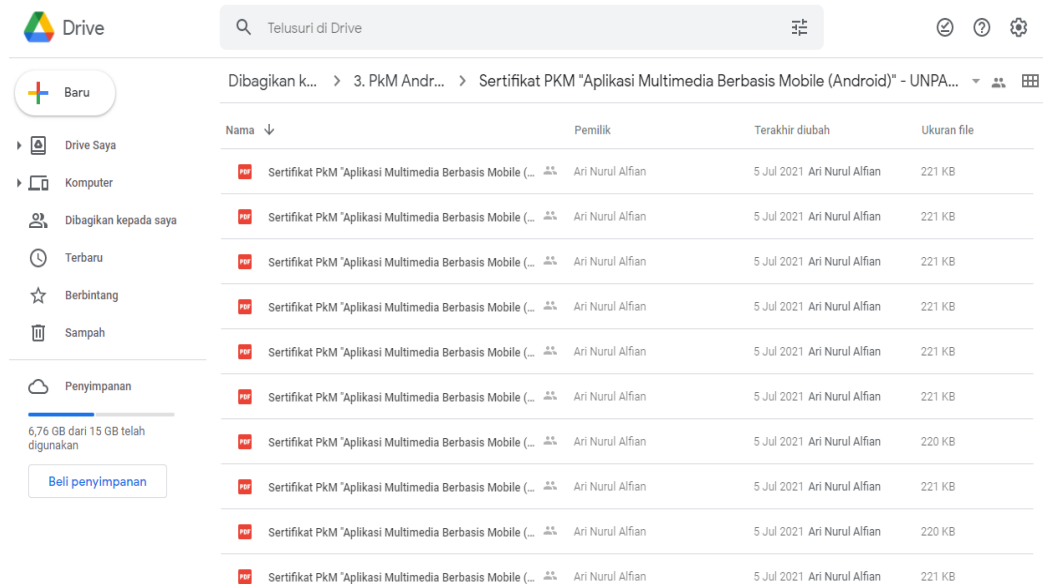 Drive
Telusuri di Drive
Baru
Dibagikan k... > 3. PkM Andr... > Sertifikat PKM "Aplikasi Multimedia Berbasis Mobile (Android)" - UNPA...
Drive Saya
Komputer
Dibagikan kepada saya
Terbaru
Berbintang
Sampah
Penyimpanan
6,76 GB dari 15 GB telah
digunakan
Beli penyimpanan
Nama Pemilik Terakhir diubah Ukuran file
PDF Sertifikat PkM "Aplikasi Multimedia Berbasis Mobile (... Ari Nurul Alfian 5 Jul 2021 Ari Nurul Alfian 221 KB
PDF Sertifikat PkM "Aplikasi Multimedia Berbasis Mobile (... Ari Nurul Alfian 5 Jul 2021 Ari Nurul Alfian 221 KB
PDF Sertifikat PkM "Aplikasi Multimedia Berbasis Mobile (... Ari Nurul Alfian 5 Jul 2021 Ari Nurul Alfian 221 KB
PDF Sertifikat PkM "Aplikasi Multimedia Berbasis Mobile (... Ari Nurul Alfian 5 Jul 2021 Ari Nurul Alfian 221 KB
PDF Sertifikat PkM "Aplikasi Multimedia Berbasis Mobile (... Ari Nurul Alfian 5 Jul 2021 Ari Nurul Alfian 221 KB
PDF Sertifikat PkM "Aplikasi Multimedia Berbasis Mobile (... Ari Nurul Alfian 5 Jul 2021 Ari Nurul Alfian 221 KB
PDF Sertifikat PkM "Aplikasi Multimedia Berbasis Mobile (... Ari Nurul Alfian 5 Jul 2021 Ari Nurul Alfian 220 KB
PDF Sertifikat PkM "Aplikasi Multimedia Berbasis Mobile (... Ari Nurul Alfian 5 Jul 2021 Ari Nurul Alfian 221 KB
PDF Sertifikat PkM "Aplikasi Multimedia Berbasis Mobile (... Ari Nurul Alfian 5 Jul 2021 Ari Nurul Alfian 220 KB
PDF Sertifikat PkM "Aplikasi Multimedia Berbasis Mobile (... Ari Nurul Alfian 5 Jul 2021 Ari Nurul Alfian 221 KB